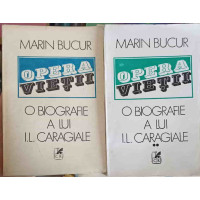 MARIN BUCUR
OPERA
VIEȚII
O BIOGRAFIE
A LUI
I.L. CARAGIALE
MARIN BUCUR
OPERA
VIEȚII
O BIOGRAFIE
A LUI
I.L. CARAGIALE
**